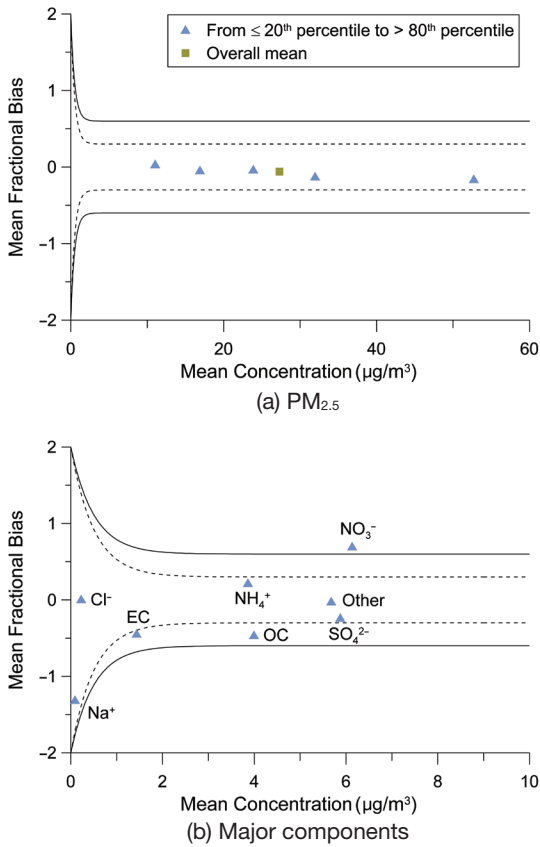 From ≤ 20th percentile to > 80th percentile
Overall mean
Mean Fractional Bias
2
1
0
−1
−2
0
20
40
60
Mean Concentration (μg/m³)
(a) PM₂.₅
Mean Fractional Bias
2
1
0
−1
−2
NO₃⁻
Cl⁻
NH₄⁺
Other
EC
OC
SO₄²⁻
Na⁺
0
2
4
6
8
10
Mean Concentration (μg/m³)
(b) Major components